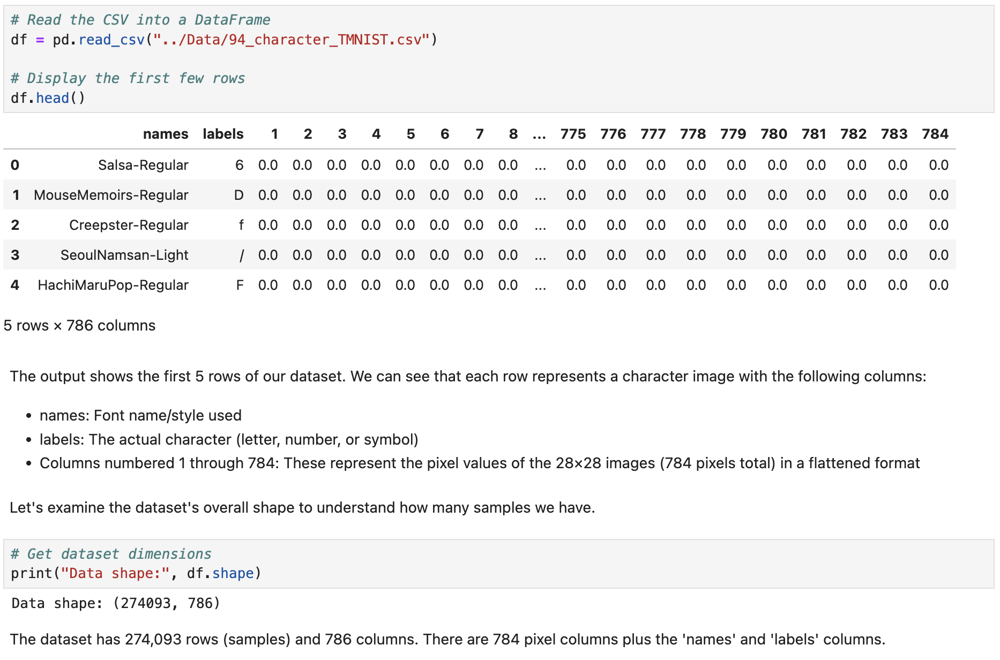 # Read the CSV into a DataFrame
df = pd.read_csv("../Data/94_character_TMNIST.csv")
# Display the first few rows
df.head()
names labels 1 2 3 4 5 6 7 8 ... 775 776 777 778 779 780 781 782 783 784
0 Salsa-Regular 6 0.0 0.0 0.0 0.0 0.0 0.0 0.0 0.0 ... 0.0 0.0 0.0 0.0 0.0 0.0 0.0 0.0 0.0 0.0
1 MouseMemoirs-Regular D 0.0 0.0 0.0 0.0 0.0 0.0 0.0 0.0 ... 0.0 0.0 0.0 0.0 0.0 0.0 0.0 0.0 0.0 0.0
2 Creepster-Regular f 0.0 0.0 0.0 0.0 0.0 0.0 0.0 0.0 ... 0.0 0.0 0.0 0.0 0.0 0.0 0.0 0.0 0.0 0.0
3 SeoulNamsan-Light / 0.0 0.0 0.0 0.0 0.0 0.0 0.0 0.0 ... 0.0 0.0 0.0 0.0 0.0 0.0 0.0 0.0 0.0 0.0
4 HachiMaruPop-Regular F 0.0 0.0 0.0 0.0 0.0 0.0 0.0 0.0 ... 0.0 0.0 0.0 0.0 0.0 0.0 0.0 0.0 0.0 0.0
5 rows × 786 columns
The output shows the first 5 rows of our dataset. We can see that each row represents a character image with the following columns:
• names: Font name/style used
• labels: The actual character (letter, number, or symbol)
• Columns numbered 1 through 784: These represent the pixel values of the 28×28 images (784 pixels total) in a flattened format
Let's examine the dataset's overall shape to understand how many samples we have.
# Get dataset dimensions
print("Data shape:", df.shape)
Data shape: (274093, 786)
The dataset has 274,093 rows (samples) and 786 columns. There are 784 pixel columns plus the 'names' and 'labels' columns.